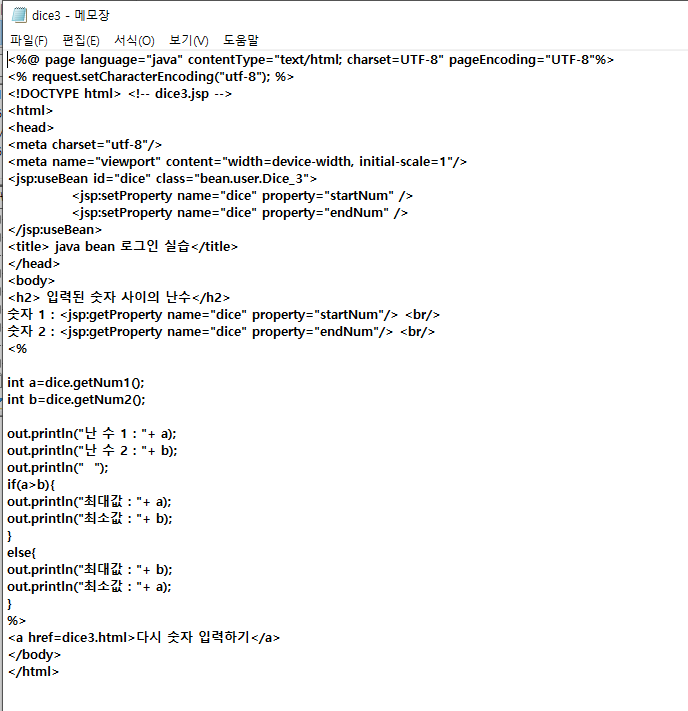 dice3 - 메모장
파일(F) 편집(E) 서식(O) 보기(V) 도움말
<%@ page language="java" contentType="text/html; charset=UTF-8" pageEncoding="UTF-8"%>
<% request.setCharacterEncoding("utf-8"); %>
<!DOCTYPE html> <!-- dice3.jsp -->
<html>
<head>
<meta charset="utf-8"/>
<meta name="viewport" content="width=device-width, initial-scale=1"/>
<jsp:useBean id="dice" class="bean.user.Dice_3">
<jsp:setProperty name="dice" property="startNum" />
<jsp:setProperty name="dice" property="endNum" />
</jsp:useBean>
<title> java bean 로그인 실습</title>
</head>
<body>
<h2> 입력된 숫자 사이의 난수</h2>
숫자 1 : <jsp:getProperty name="dice" property="startNum"/> <br/>
숫자 2 : <jsp:getProperty name="dice" property="endNum"/> <br/>
<%
int a=dice.getNum1();
int b=dice.getNum2();
out.println("난 수 1 : "+ a);
out.println("난 수 2 : "+ b);
out.println("  ");
if(a>b){
out.println("최대값 : "+ a);
out.println("최소값 : "+ b);
}
else{
out.println("최대값 : "+ b);
out.println("최소값 : "+ a);
}
%>
<a href=dice3.html>다시 숫자 입력하기</a>
</body>
</html>